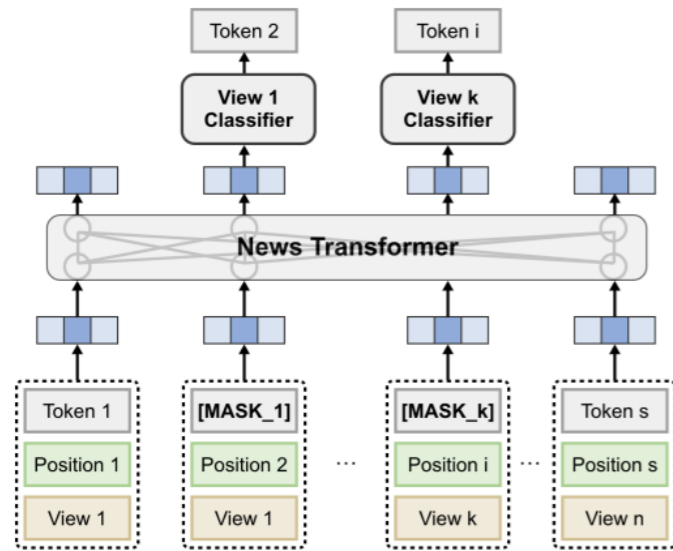 Token 2
Token i
View 1
Classifier
View k
Classifier
News Transformer
Token 1
[MASK_1]
[MASK_k]
Token s
Position 1
Position 2
...
Position i
...
Position s
View 1
View 1
View k
View n